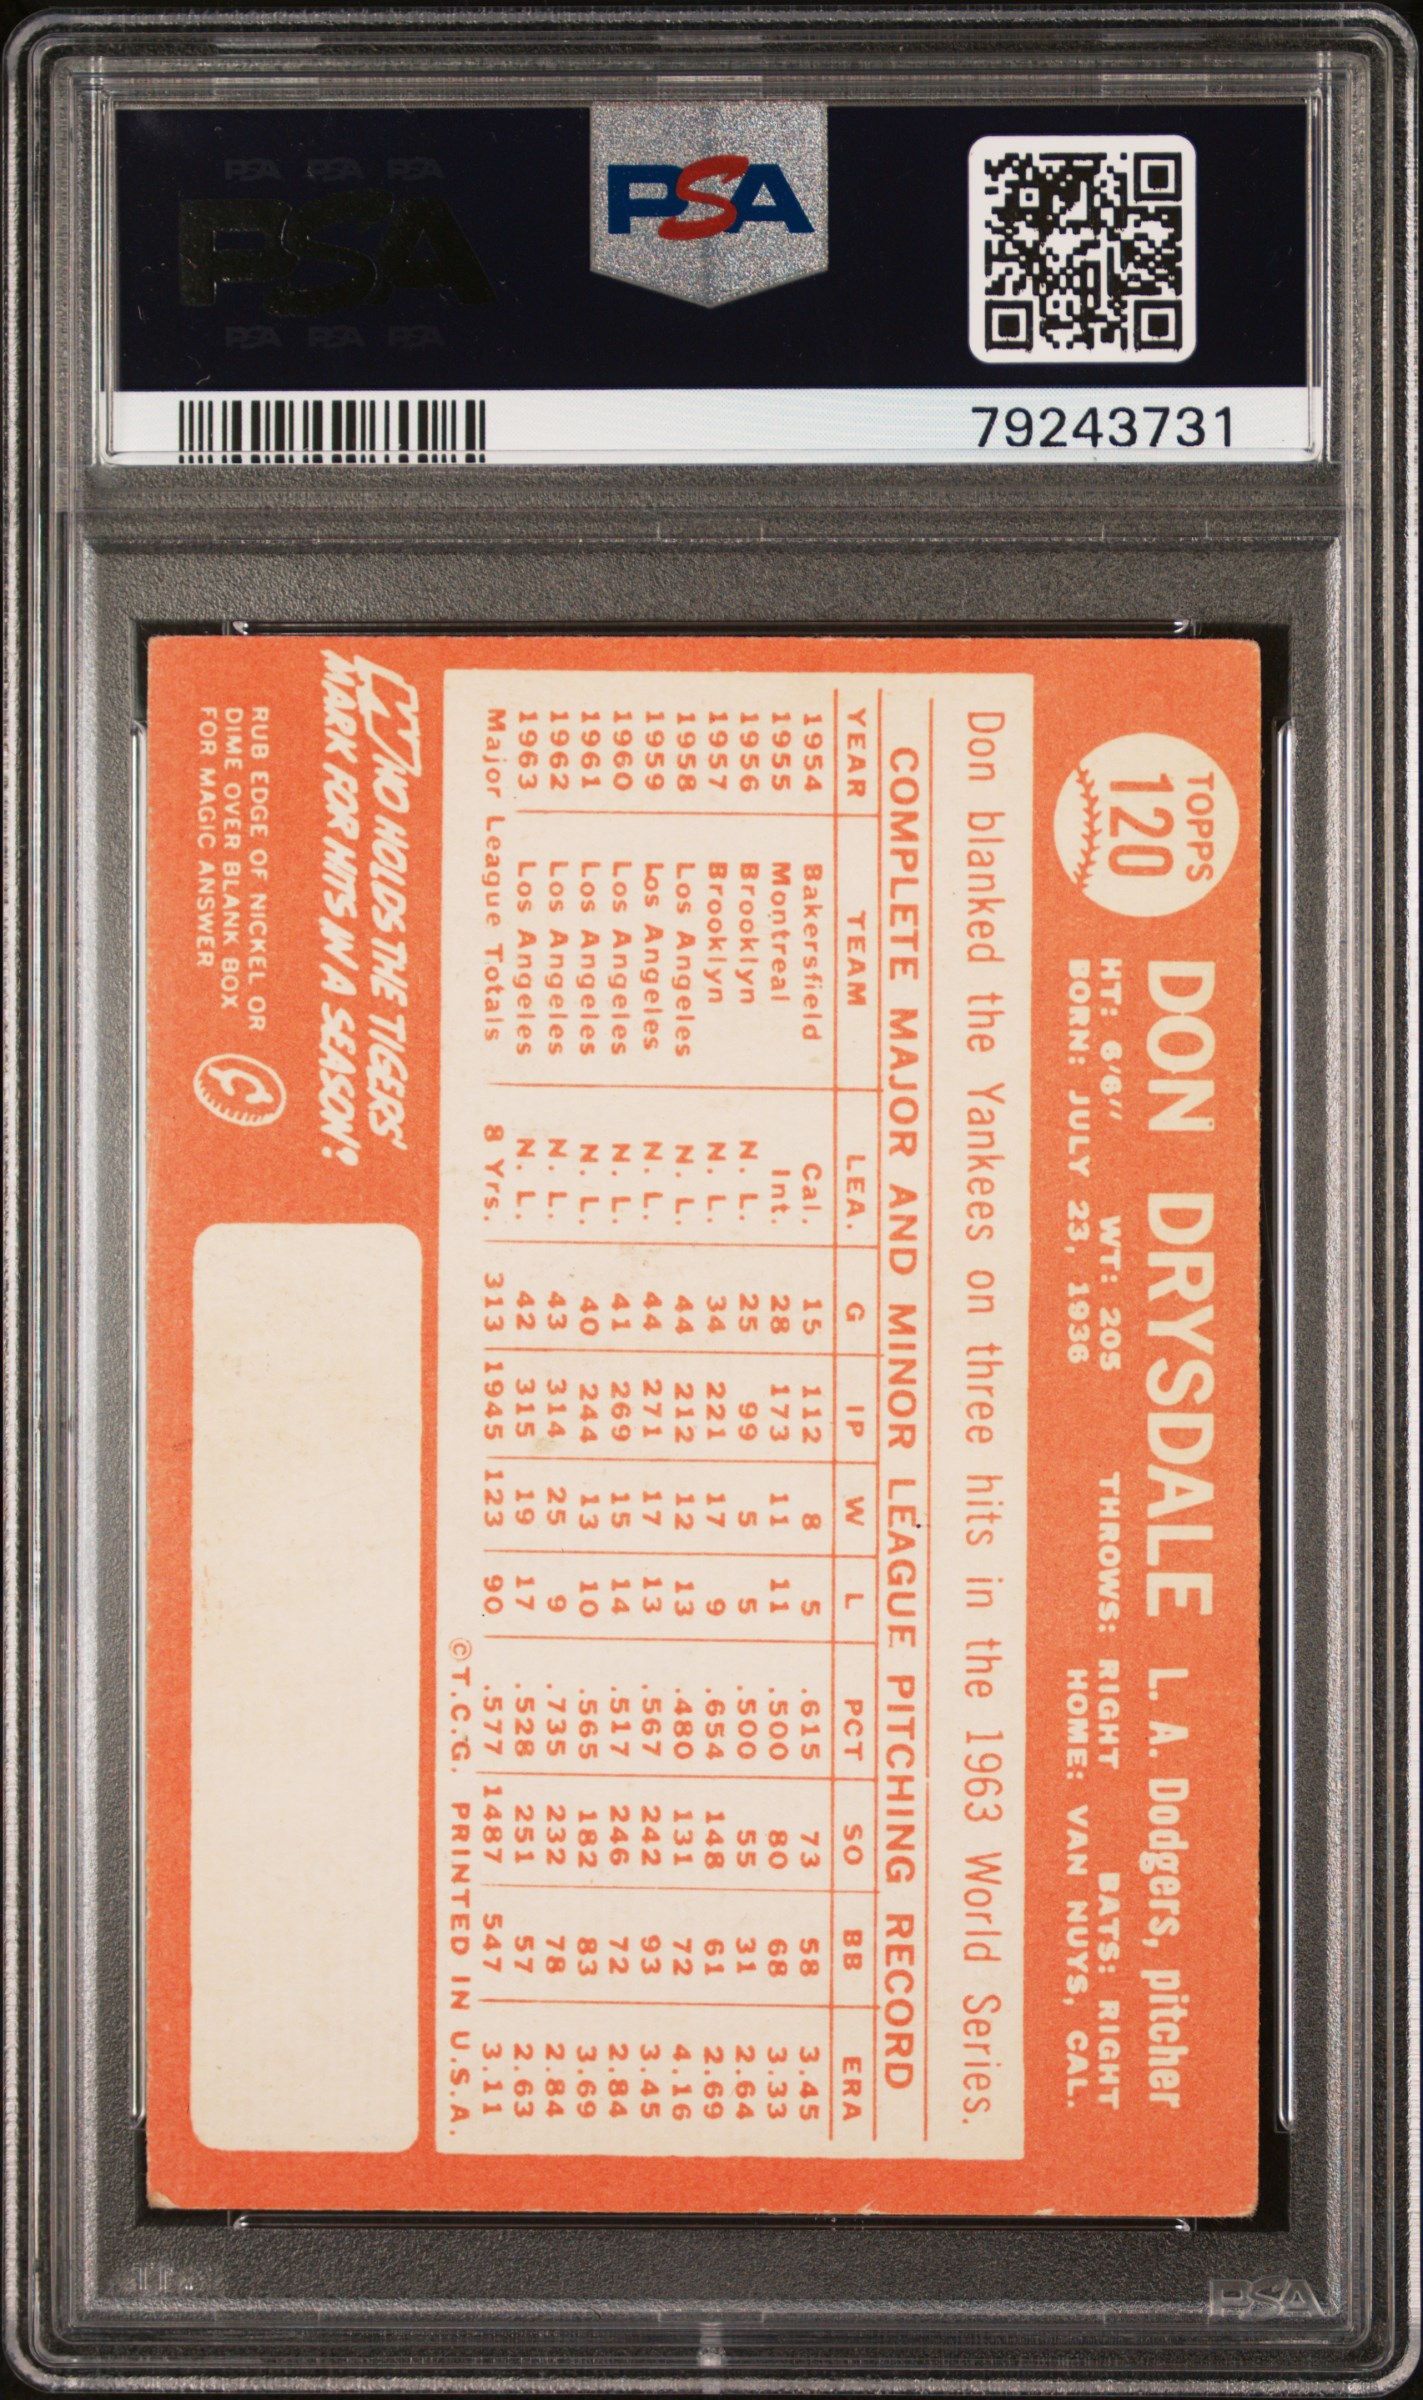 PSA PSA PSA
PSA
PSA PSA PSA
PSA
79243731
TOPPS
120
DON DRYSDALE L. A. Dodgers, pitcher
HT: 6'6" WT: 205 THROWS: RIGHT BATS: RIGHT
BORN: JULY 23, 1936 HOME: VAN NUYS, CAL.
Don blanked the Yankees on three hits in the 1963 World Series.
COMPLETE MAJOR AND MINOR LEAGUE PITCHING RECORD
YEAR TEAM LEA. G IP W L PCT SO BB ERA
1954 Bakersfield Cal. 15 112 8 5 .615 73 58 3.45
1955 Montreal Int. 28 173 11 11 .500 80 68 3.33
1956 Brooklyn N. L. 25 99 5 5 .500 55 31 2.64
1957 Brooklyn N. L. 34 221 17 9 .654 148 61 2.69
1958 Los Angeles N. L. 44 212 12 13 .480 131 72 4.16
1959 Los Angeles N. L. 44 271 17 13 .567 242 93 3.45
1960 Los Angeles N. L. 41 269 15 14 .517 246 72 2.84
1961 Los Angeles N. L. 40 244 13 10 .565 182 83 3.69
1962 Los Angeles N. L. 43 314 25 9 .735 232 78 2.84
1963 Los Angeles N. L. 42 315 19 17 .528 251 57 2.63
Major League Totals 8 Yrs. 313 1945 123 90 .577 1487 547 3.11
©T.C.G. PRINTED IN U.S.A.
WHO HOLDS THE TIGERS'
MARK FOR HITS IN A SEASON?
RUB EDGE OF NICKEL OR
DIME OVER BLANK BOX
FOR MAGIC ANSWER
PSA